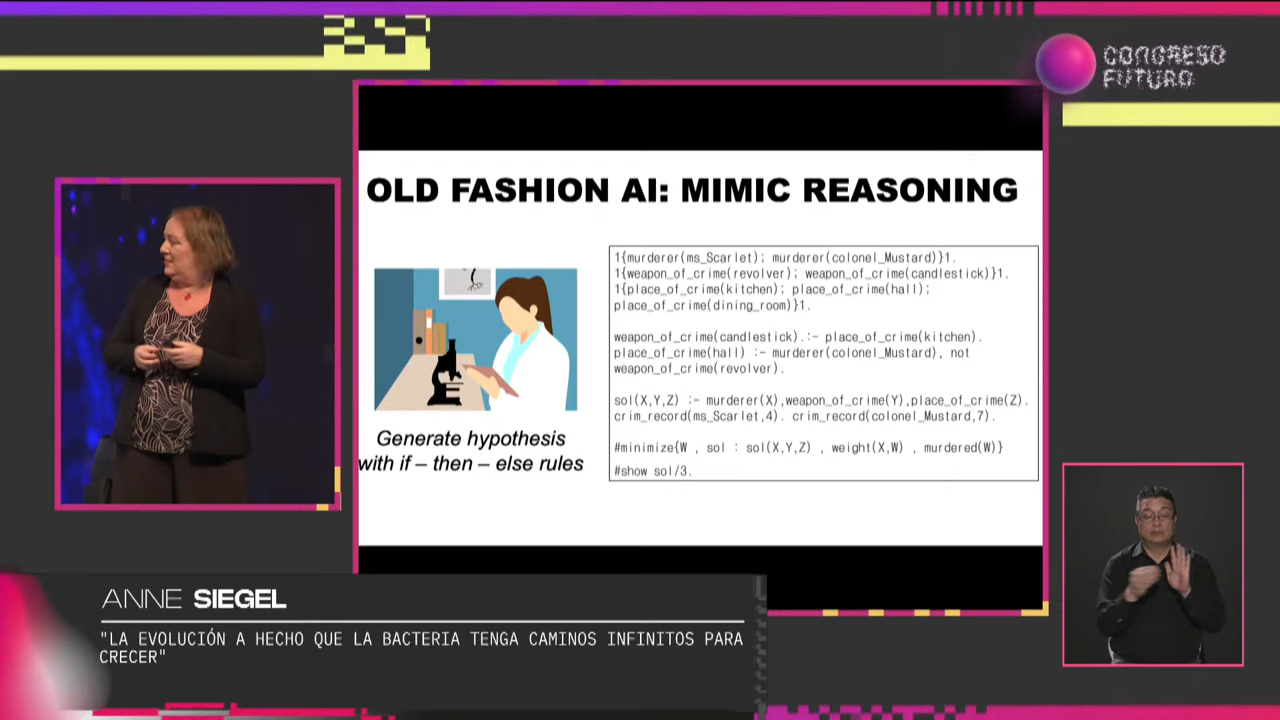 CONGRESO
FUTURO
OLD FASHION AI: MIMIC REASONING
1{murderer(ms_Scarlet); murderer(colonel_Mustard)}1.
1{weapon_of_crime(revolver); weapon_of_crime(candlestick)}1.
1{place_of_crime(kitchen); place_of_crime(hall);
place_of_crime(dining_room)}1.
weapon_of_crime(candlestick).:- place_of_crime(kitchen).
place_of_crime(hall) :- murderer(colonel_Mustard), not
weapon_of_crime(revolver).
sol(X,Y,Z) :- murderer(X),weapon_of_crime(Y),place_of_crime(Z).
crim_record(ms_Scarlet,4). crim_record(colonel_Mustard,7).
#minimize{W , sol : sol(X,Y,Z) , weight(X,W) , murdered(W)}
#show sol/3.
Generate hypothesis
with if – then – else rules
ANNE SIEGEL
"LA EVOLUCIÓN A HECHO QUE LA BACTERIA TENGA CAMINOS INFINITOS PARA
CRECER"